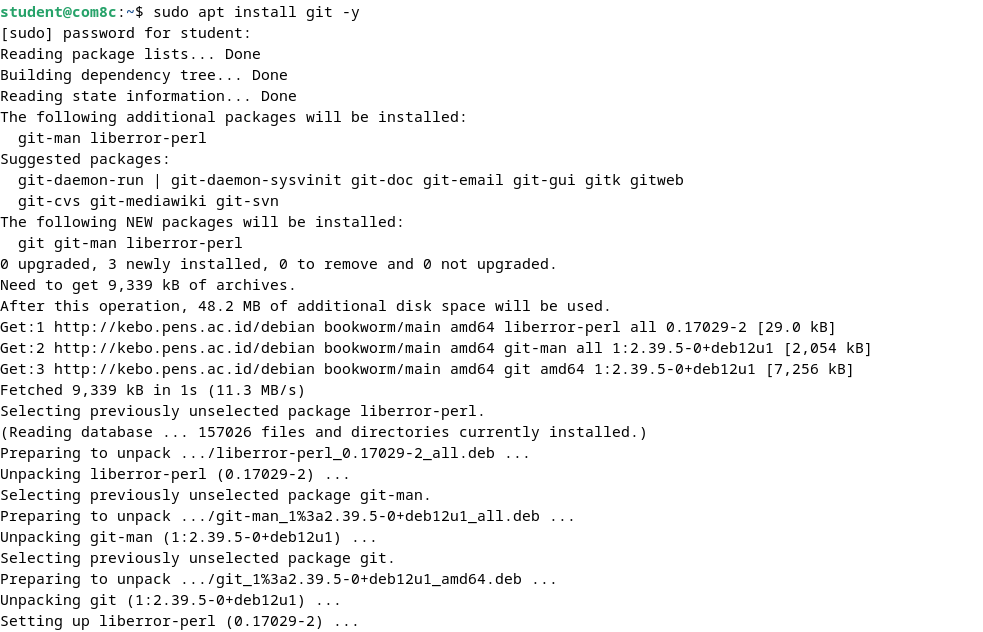 student@com8c:~$ sudo apt install git -y
[sudo] password for student:
Reading package lists... Done
Building dependency tree... Done
Reading state information... Done
The following additional packages will be installed:
  git-man liberror-perl
Suggested packages:
  git-daemon-run | git-daemon-sysvinit git-doc git-email git-gui gitk gitweb
  git-cvs git-mediawiki git-svn
The following NEW packages will be installed:
  git git-man liberror-perl
0 upgraded, 3 newly installed, 0 to remove and 0 not upgraded.
Need to get 9,339 kB of archives.
After this operation, 48.2 MB of additional disk space will be used.
Get:1 http://kebo.pens.ac.id/debian bookworm/main amd64 liberror-perl all 0.17029-2 [29.0 kB]
Get:2 http://kebo.pens.ac.id/debian bookworm/main amd64 git-man all 1:2.39.5-0+deb12u1 [2,054 kB]
Get:3 http://kebo.pens.ac.id/debian bookworm/main amd64 git amd64 1:2.39.5-0+deb12u1 [7,256 kB]
Fetched 9,339 kB in 1s (11.3 MB/s)
Selecting previously unselected package liberror-perl.
(Reading database ... 157026 files and directories currently installed.)
Preparing to unpack .../liberror-perl_0.17029-2_all.deb ...
Unpacking liberror-perl (0.17029-2) ...
Selecting previously unselected package git-man.
Preparing to unpack .../git-man_1%3a2.39.5-0+deb12u1_all.deb ...
Unpacking git-man (1:2.39.5-0+deb12u1) ...
Selecting previously unselected package git.
Preparing to unpack .../git_1%3a2.39.5-0+deb12u1_amd64.deb ...
Unpacking git (1:2.39.5-0+deb12u1) ...
Setting up liberror-perl (0.17029-2) ...